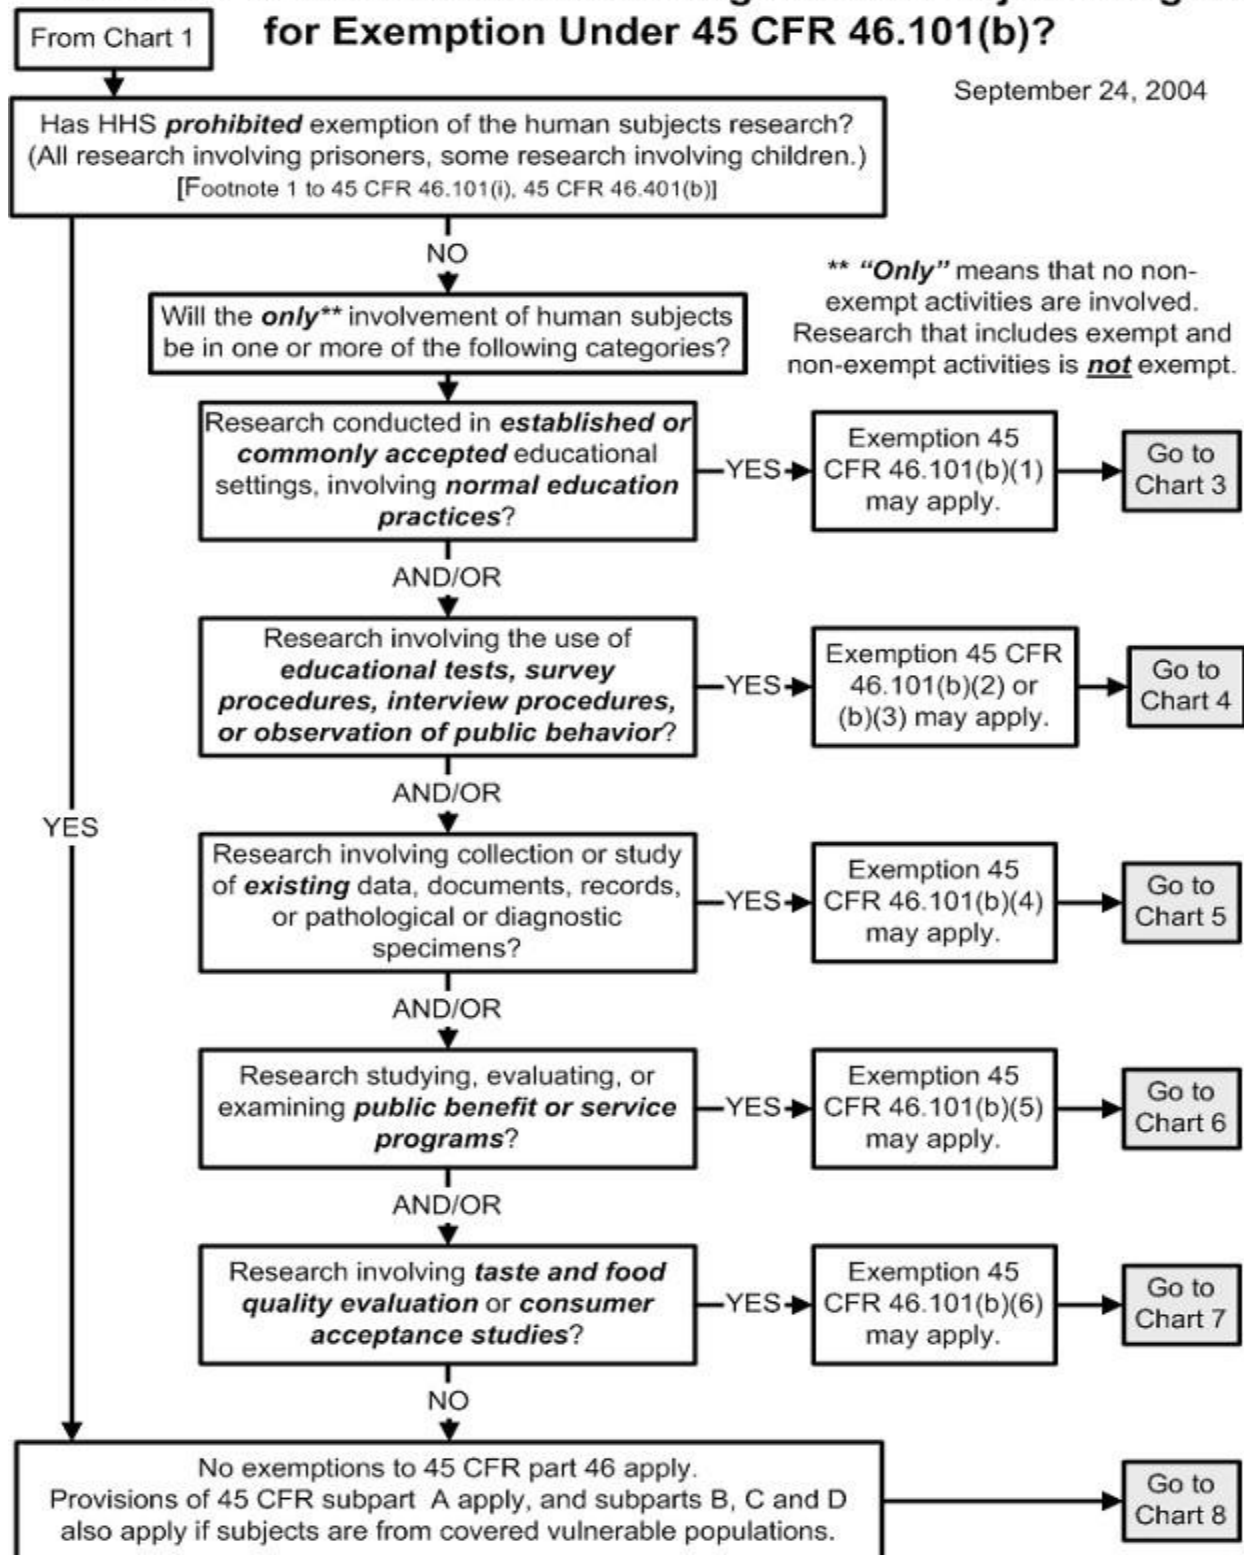 for Exemption Under 45 CFR 46.101(b)?
From Chart 1
September 24, 2004
Has HHS prohibited exemption of the human subjects research?
(All research involving prisoners, some research involving children.)
[Footnote 1 to 45 CFR 46.101(i), 45 CFR 46.401(b)]
NO
** “Only” means that no non-
exempt activities are involved.
Research that includes exempt and
non-exempt activities is not exempt.
Will the only** involvement of human subjects
be in one or more of the following categories?
Research conducted in established or
commonly accepted educational
settings, involving normal education
practices?
YES
Exemption 45
CFR 46.101(b)(1)
may apply.
Go to
Chart 3
AND/OR
Research involving the use of
educational tests, survey
procedures, interview procedures,
or observation of public behavior?
YES
Exemption 45 CFR
46.101(b)(2) or
(b)(3) may apply.
Go to
Chart 4
AND/OR
YES
Research involving collection or study
of existing data, documents, records,
or pathological or diagnostic
specimens?
YES
Exemption 45
CFR 46.101(b)(4)
may apply.
Go to
Chart 5
AND/OR
Research studying, evaluating, or
examining public benefit or service
programs?
YES
Exemption 45
CFR 46.101(b)(5)
may apply.
Go to
Chart 6
AND/OR
Research involving taste and food
quality evaluation or consumer
acceptance studies?
YES
Exemption 45
CFR 46.101(b)(6)
may apply.
Go to
Chart 7
NO
No exemptions to 45 CFR part 46 apply.
Provisions of 45 CFR subpart A apply, and subparts B, C and D
also apply if subjects are from covered vulnerable populations.
Go to
Chart 8